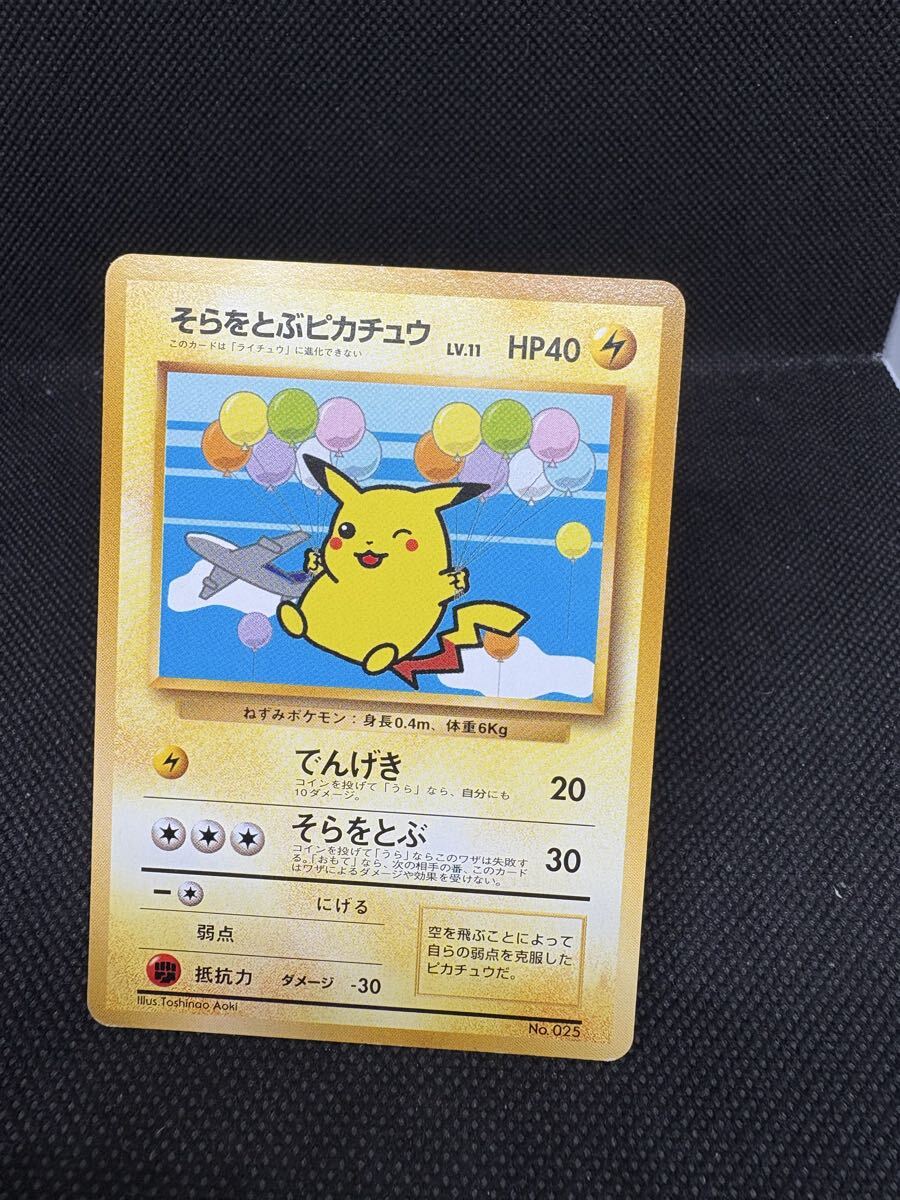 そらをとぶピカチュウ LV.11 HP40
このカードは「ライチュウ」に進化できない
ねずみポケモン：身長0.4m、体重6Kg
でんげき 20
コインを投げて「うら」なら、自分にも
10ダメージ。
そらをとぶ 30
コインを投げて「うら」ならこのワザは失敗す
る。「おもて」なら、次の相手の番、このカード
はワザによるダメージや効果を受けない。
にげる
弱点
抵抗力 ダメージ -30
空を飛ぶことによって
自らの弱点を克服した
ピカチュウだ。
Illus.Toshinao Aoki
No.025